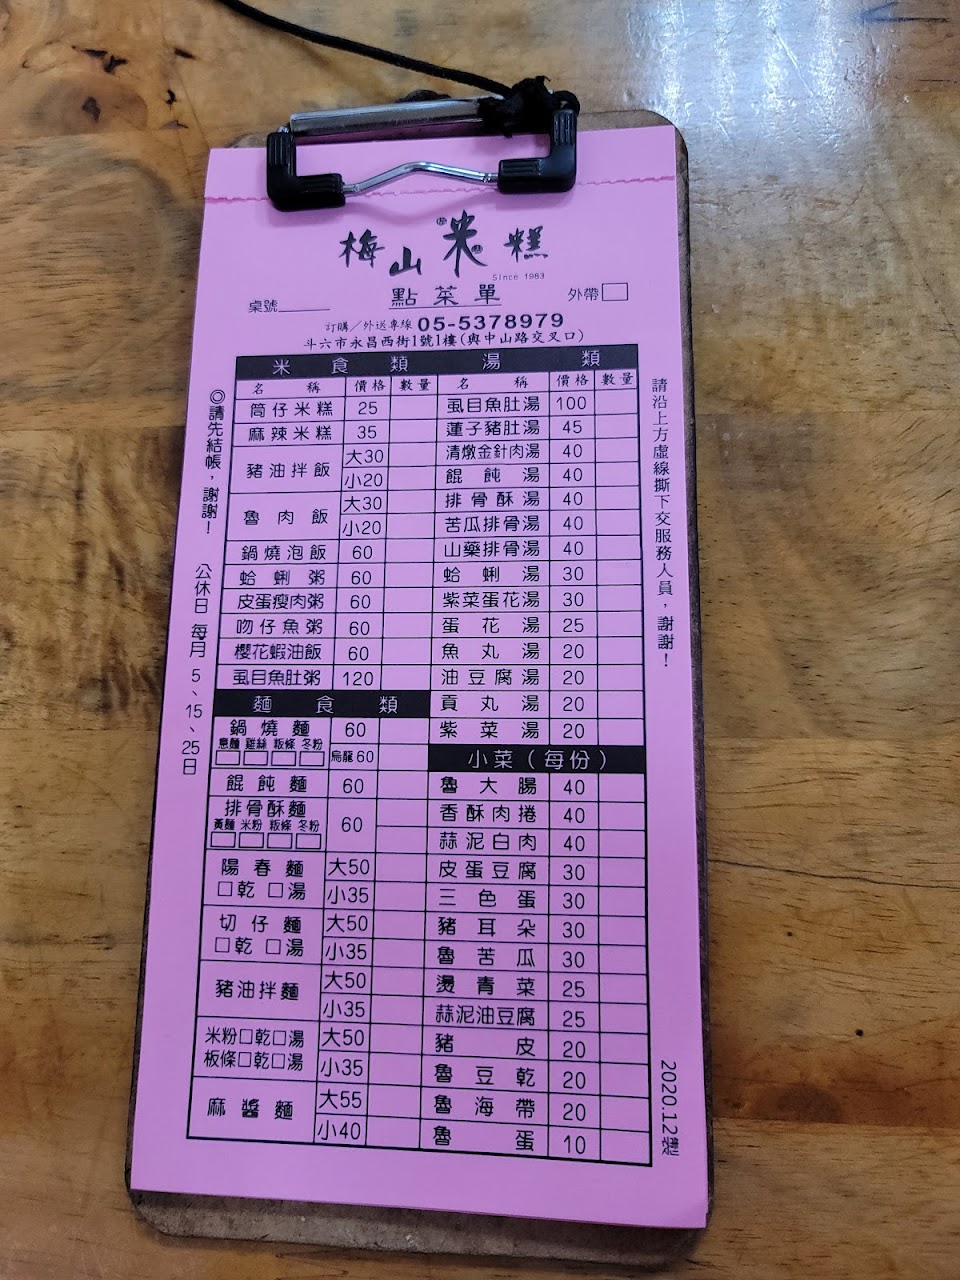 梅山米糕
Since 1983
點菜單
桌號 外帶□
訂購／外送專線 05-5378979
斗六市永昌西街1號1樓(與中山路交叉口)
◎請先結帳，謝謝！ 公休日 每月 5、15、25日
米食類
名稱 價格 數量
筒仔米糕 25
麻辣米糕 35
豬油拌飯 大30
小20
魯肉飯 大30
小20
鍋燒泡飯 60
蛤蜊粥 60
皮蛋瘦肉粥 60
吻仔魚粥 60
櫻花蝦油飯 60
虱目魚肚粥 120
麵食類
鍋燒麵 60
意麵 雞絲 粄條 冬粉
烏龍60
餛飩麵 60
排骨酥麵 60
黃麵 米粉 粄條 冬粉
陽春麵 大50
□乾 □湯 小35
切仔麵 大50
□乾 □湯 小35
豬油拌麵 大50
小35
米粉□乾□湯 大50
板條□乾□湯 小35
麻醬麵 大55
小40
湯類
名稱 價格 數量
虱目魚肚湯 100
蓮子豬肚湯 45
清燉金針肉湯 40
餛飩湯 40
排骨酥湯 40
苦瓜排骨湯 40
山藥排骨湯 40
蛤蜊湯 30
紫菜蛋花湯 30
蛋花湯 25
魚丸湯 20
油豆腐湯 20
貢丸湯 20
紫菜湯 20
小菜(每份)
魯大腸 40
香酥肉捲 40
蒜泥白肉 40
皮蛋豆腐 30
三色蛋 30
豬耳朵 30
魯苦瓜 30
燙青菜 25
蒜泥油豆腐 25
豬皮 20
魯豆乾 20
魯海帶 20
魯蛋 10
請沿上方虛線撕下交服務人員，謝謝！
2020.12製